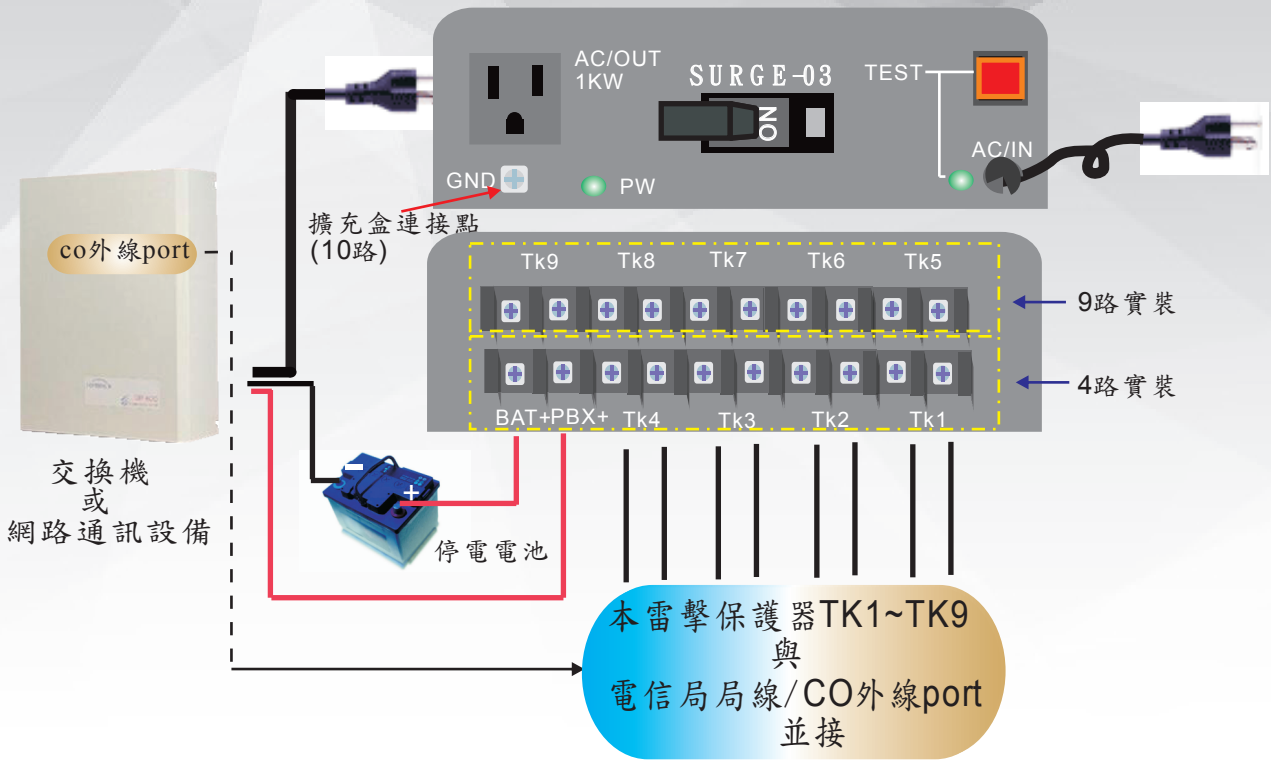 AC/OUT
1KW
SURGE-03
TEST
ON
AC/IN
GND
PW
擴充盒連接點
(10路)
co外線port
Tk9 Tk8 Tk7 Tk6 Tk5
9路實裝
4路實裝
BAT+ PBX+ Tk4 Tk3 Tk2 Tk1
交換機
或
網路通訊設備
-
+
停電電池
本雷擊保護器TK1~TK9
與
電信局局線/CO外線port
並接